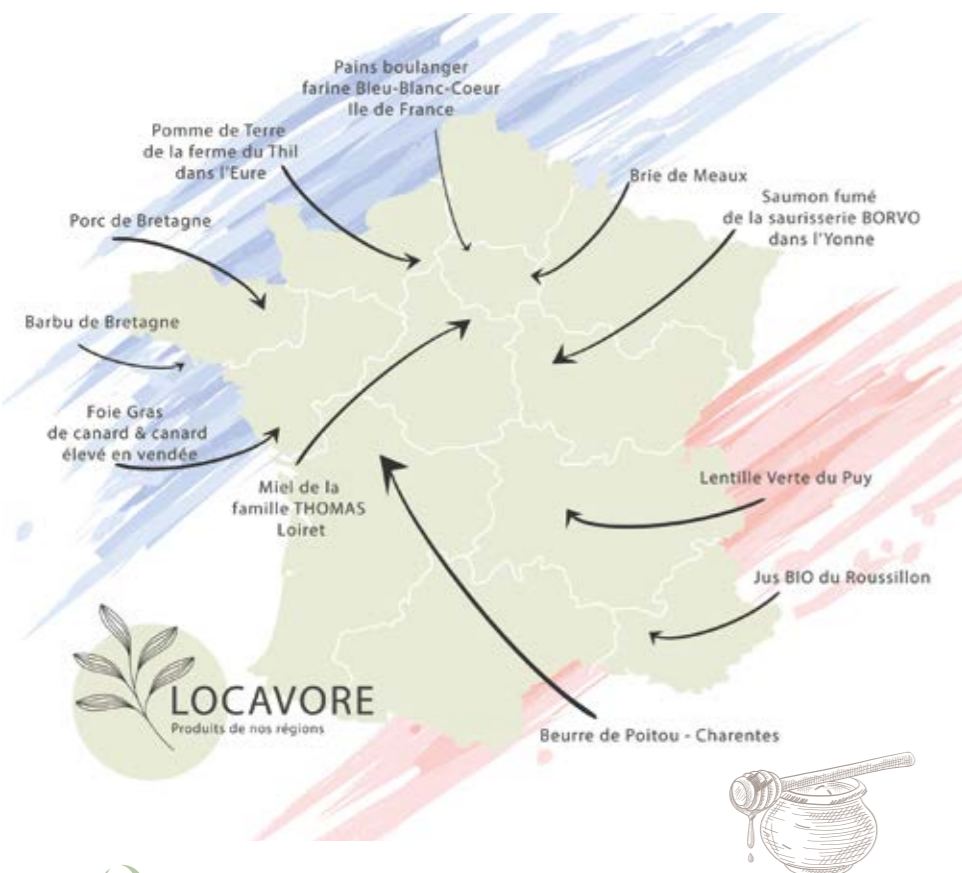 Pains boulanger
farine Bleu-Blanc-Coeur
Ile de France
Pomme de Terre
de la ferme du Thil
dans l'Eure
Brie de Meaux
Saumon fumé
de la saurisserie BORVO
dans l'Yonne
Porc de Bretagne
Barbu de Bretagne
Foie Gras
de canard & canard
élevé en vendée
Miel de la
famille THOMAS
Loiret
Lentille Verte du Puy
Jus BIO du Roussillon
LOCAVORE
Produits de nos régions
Beurre de Poitou - Charentes